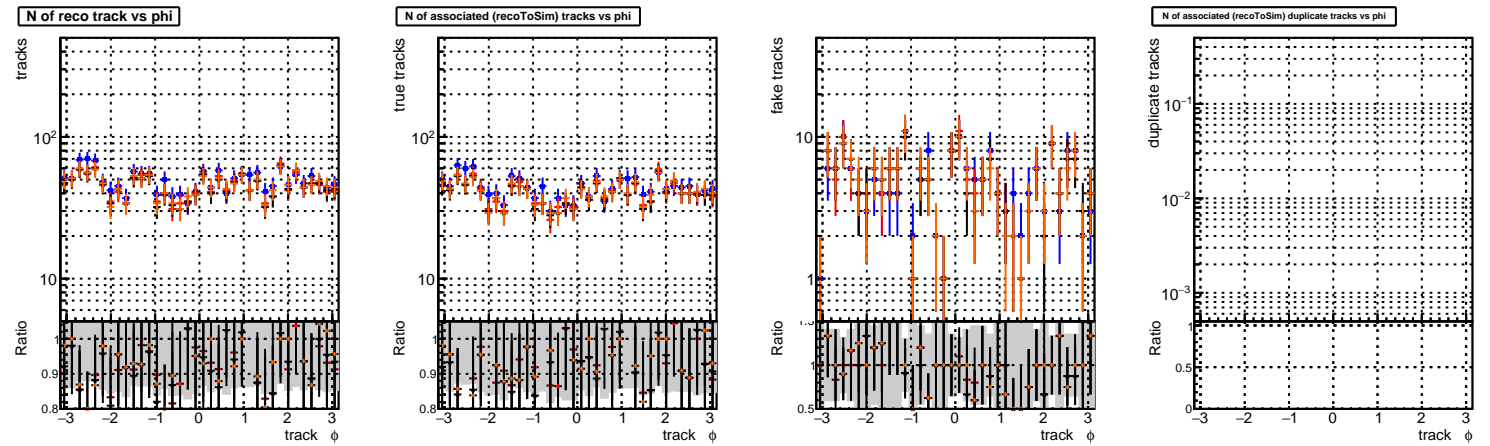 N of reco track vs phi
tracks
10²
10
Ratio
1
0.9
0.8
−3 −2 −1 0 1 2 3
track ϕ
N of associated (recoToSim) tracks vs phi
true tracks
10²
10
Ratio
1
0.9
0.8
−3 −2 −1 0 1 2 3
track ϕ
fake tracks
10
1
Ratio
1.5
1
0.5
−3 −2 −1 0 1 2 3
track ϕ
N of associated (recoToSim) duplicate tracks vs phi
duplicate tracks
10⁻¹
10⁻²
10⁻³
Ratio
1
0.5
0
−3 −2 −1 0 1 2 3
track ϕ